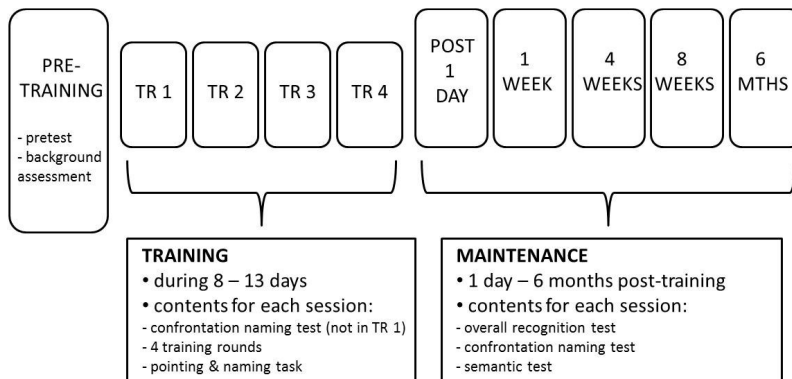 PRE-
TRAINING
- pretest
- background
assessment
TR 1
TR 2
TR 3
TR 4
POST
1
DAY
1
WEEK
4
WEEKS
8
WEEKS
6
MTHS
TRAINING
• during 8 – 13 days
• contents for each session:
- confrontation naming test (not in TR 1)
- 4 training rounds
- pointing & naming task
MAINTENANCE
• 1 day – 6 months post-training
• contents for each session:
- overall recognition test
- confrontation naming test
- semantic test